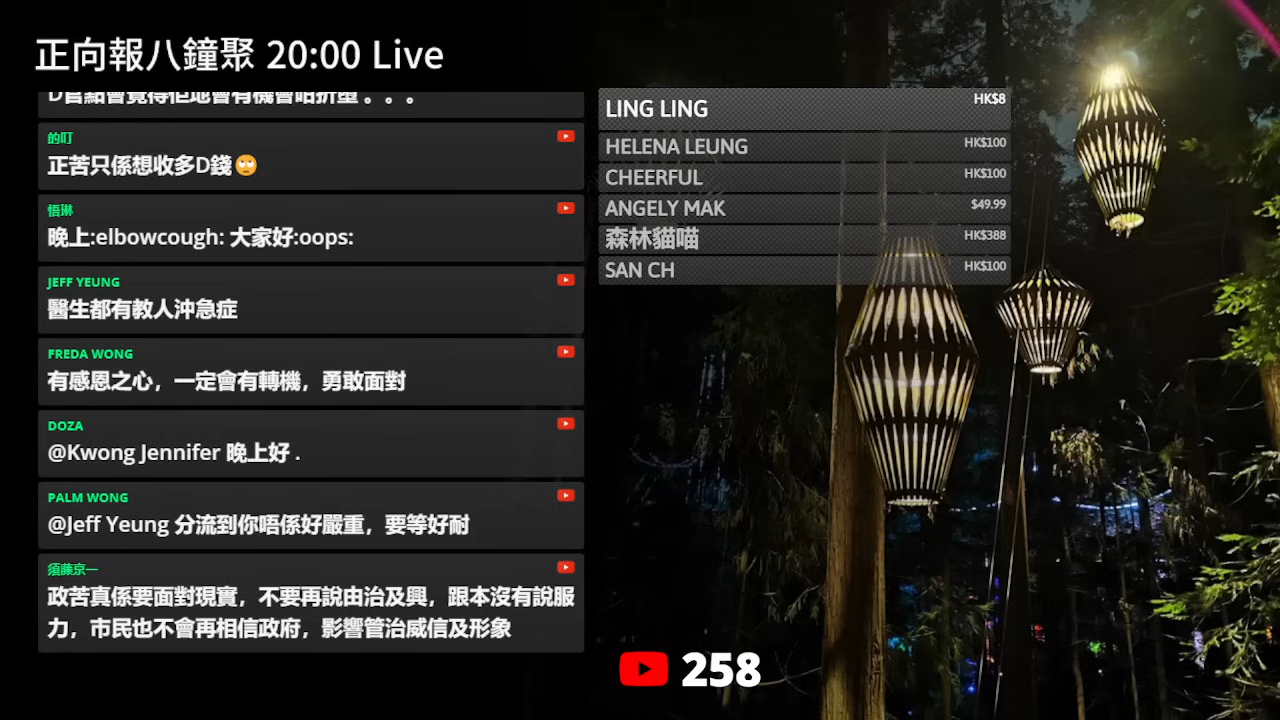 正向報八鐘聚 20:00 Live
的叮
正苦只係想收多D錢🙄
悟琳
晚上:elbowcough: 大家好:oops:
JEFF YEUNG
醫生都有教人沖急症
FREDA WONG
有感恩之心，一定會有轉機，勇敢面對
DOZA
@Kwong Jennifer 晚上好 .
PALM WONG
@Jeff Yeung 分流到你唔係好嚴重，要等好耐
須藤京一
政苦真係要面對現實，不要再說由治及興，跟本沒有說服
力，市民也不會再相信政府，影響管治威信及形象
LING LING HK$8
HELENA LEUNG HK$100
CHEERFUL HK$100
ANGELY MAK $49.99
森林貓喵 HK$388
SAN CH HK$100
258